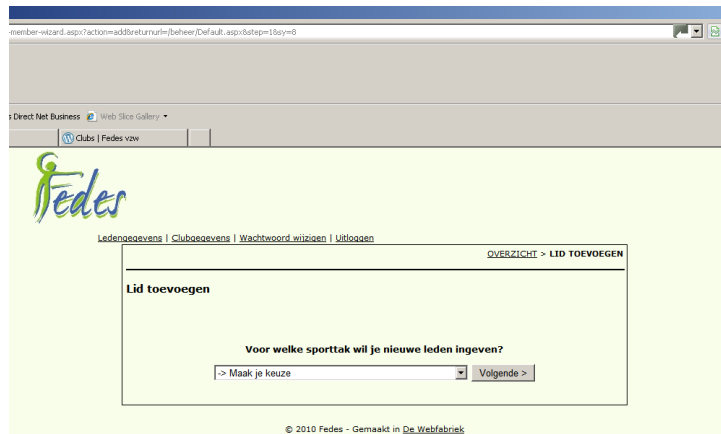 -member-wizard.aspx?action=add&returnurl=/beheer/Default.aspx&step=1&sy=8
s Direct Net Business Web Slice Gallery
Clubs | Fedes vzw
Fedes
Ledengegevens | Clubgegevens | Wachtwoord wijzigen | Uitloggen
OVERZICHT > LID TOEVOEGEN
Lid toevoegen
Voor welke sporttak wil je nieuwe leden ingeven?
-> Maak je keuze
Volgende >
© 2010 Fedes - Gemaakt in De Webfabriek